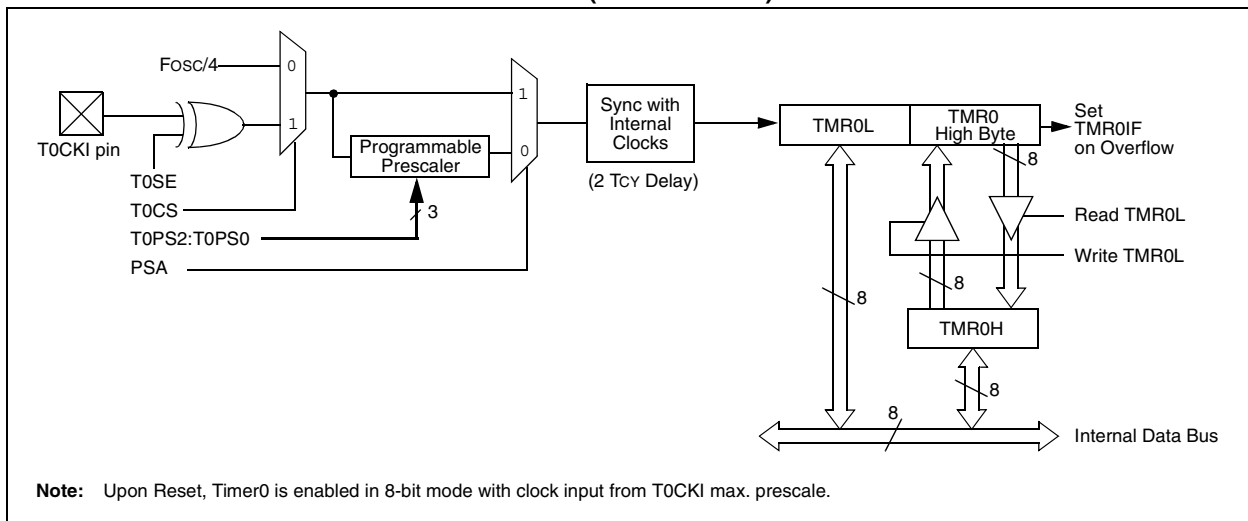 FOSC/4
0
1
T0CKI pin
T0SE
T0CS
T0PS2:T0PS0
PSA
Programmable
Prescaler
3
1
0
Sync with
Internal
Clocks
(2 TCY Delay)
TMR0L
TMR0
High Byte
Set
TMR0IF
on Overflow
8
Read TMR0L
Write TMR0L
8
8
TMR0H
8
8
Internal Data Bus
Note: Upon Reset, Timer0 is enabled in 8-bit mode with clock input from T0CKI max. prescale.